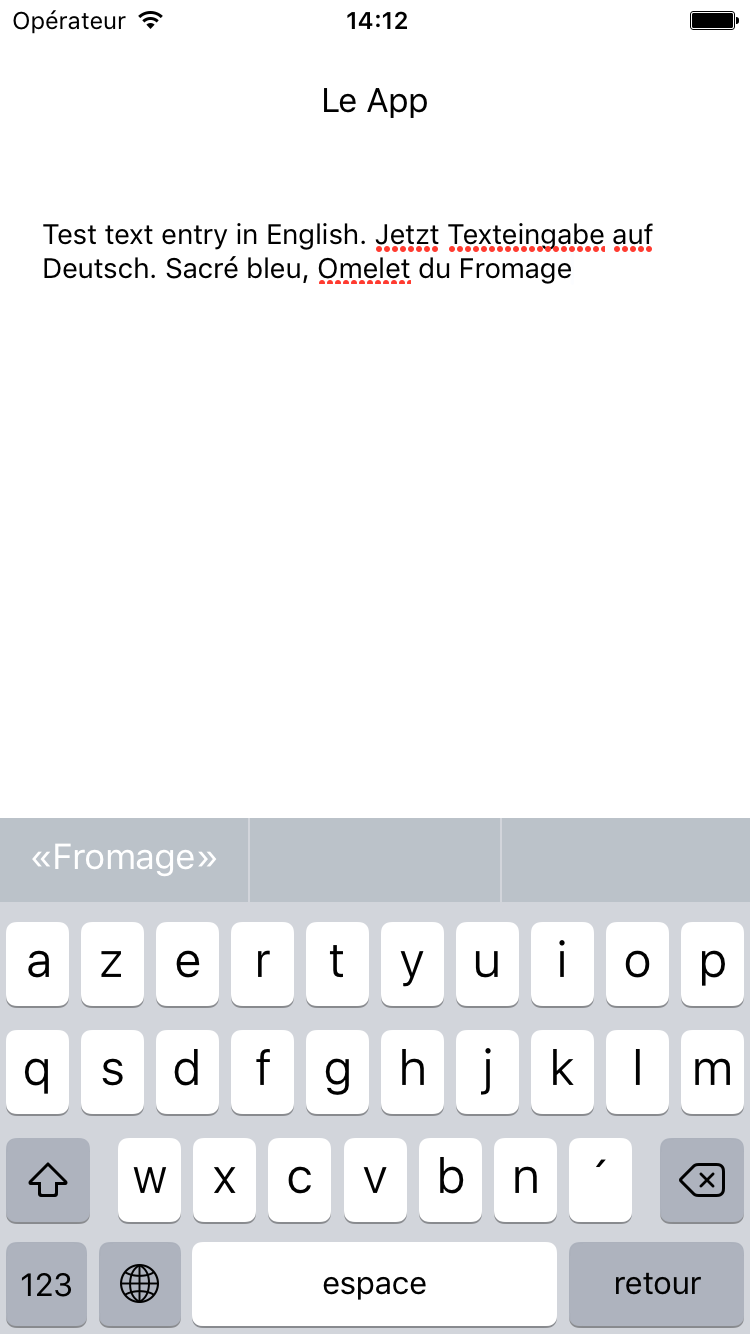 Opérateur 14:12
Le App
Test text entry in English. Jetzt Texteingabe auf
Deutsch. Sacré bleu, Omelet du Fromage
«Fromage»
a z e r t y u i o p
q s d f g h j k l m
w x c v b n ´
123 espace retour